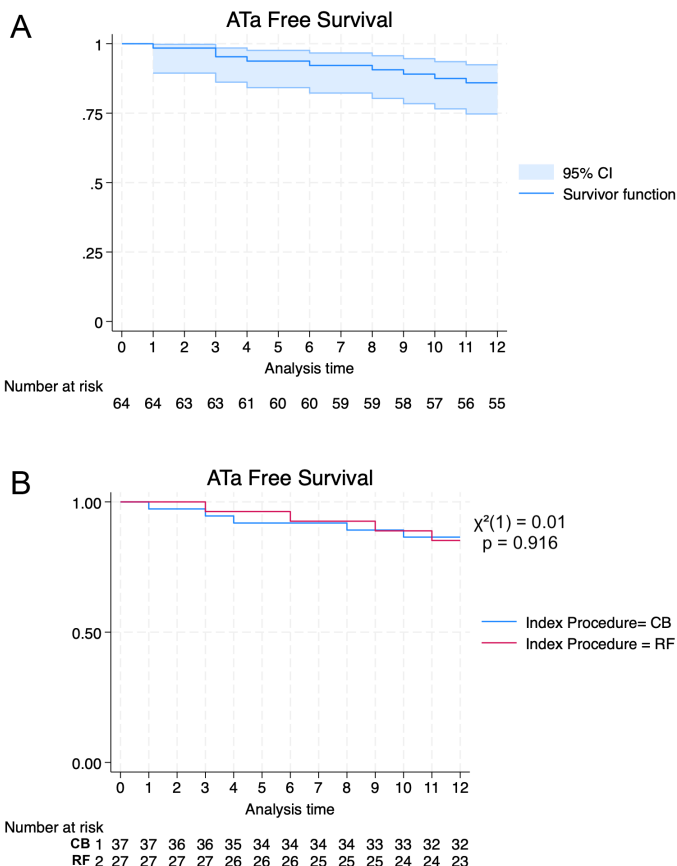 A
ATa Free Survival
1
.75
.5
.25
0
0 1 2 3 4 5 6 7 8 9 10 11 12
Analysis time
95% CI
Survivor function
Number at risk
64 64 63 63 61 60 60 59 59 58 57 56 55
B
ATa Free Survival
1.00
0.50
0.00
χ²(1) = 0.01
p = 0.916
Index Procedure= CB
Index Procedure = RF
0 1 2 3 4 5 6 7 8 9 10 11 12
Analysis time
Number at risk
CB 1 37 37 36 36 35 34 34 34 34 33 33 32 32
RF 2 27 27 27 27 26 26 26 25 25 25 24 24 23